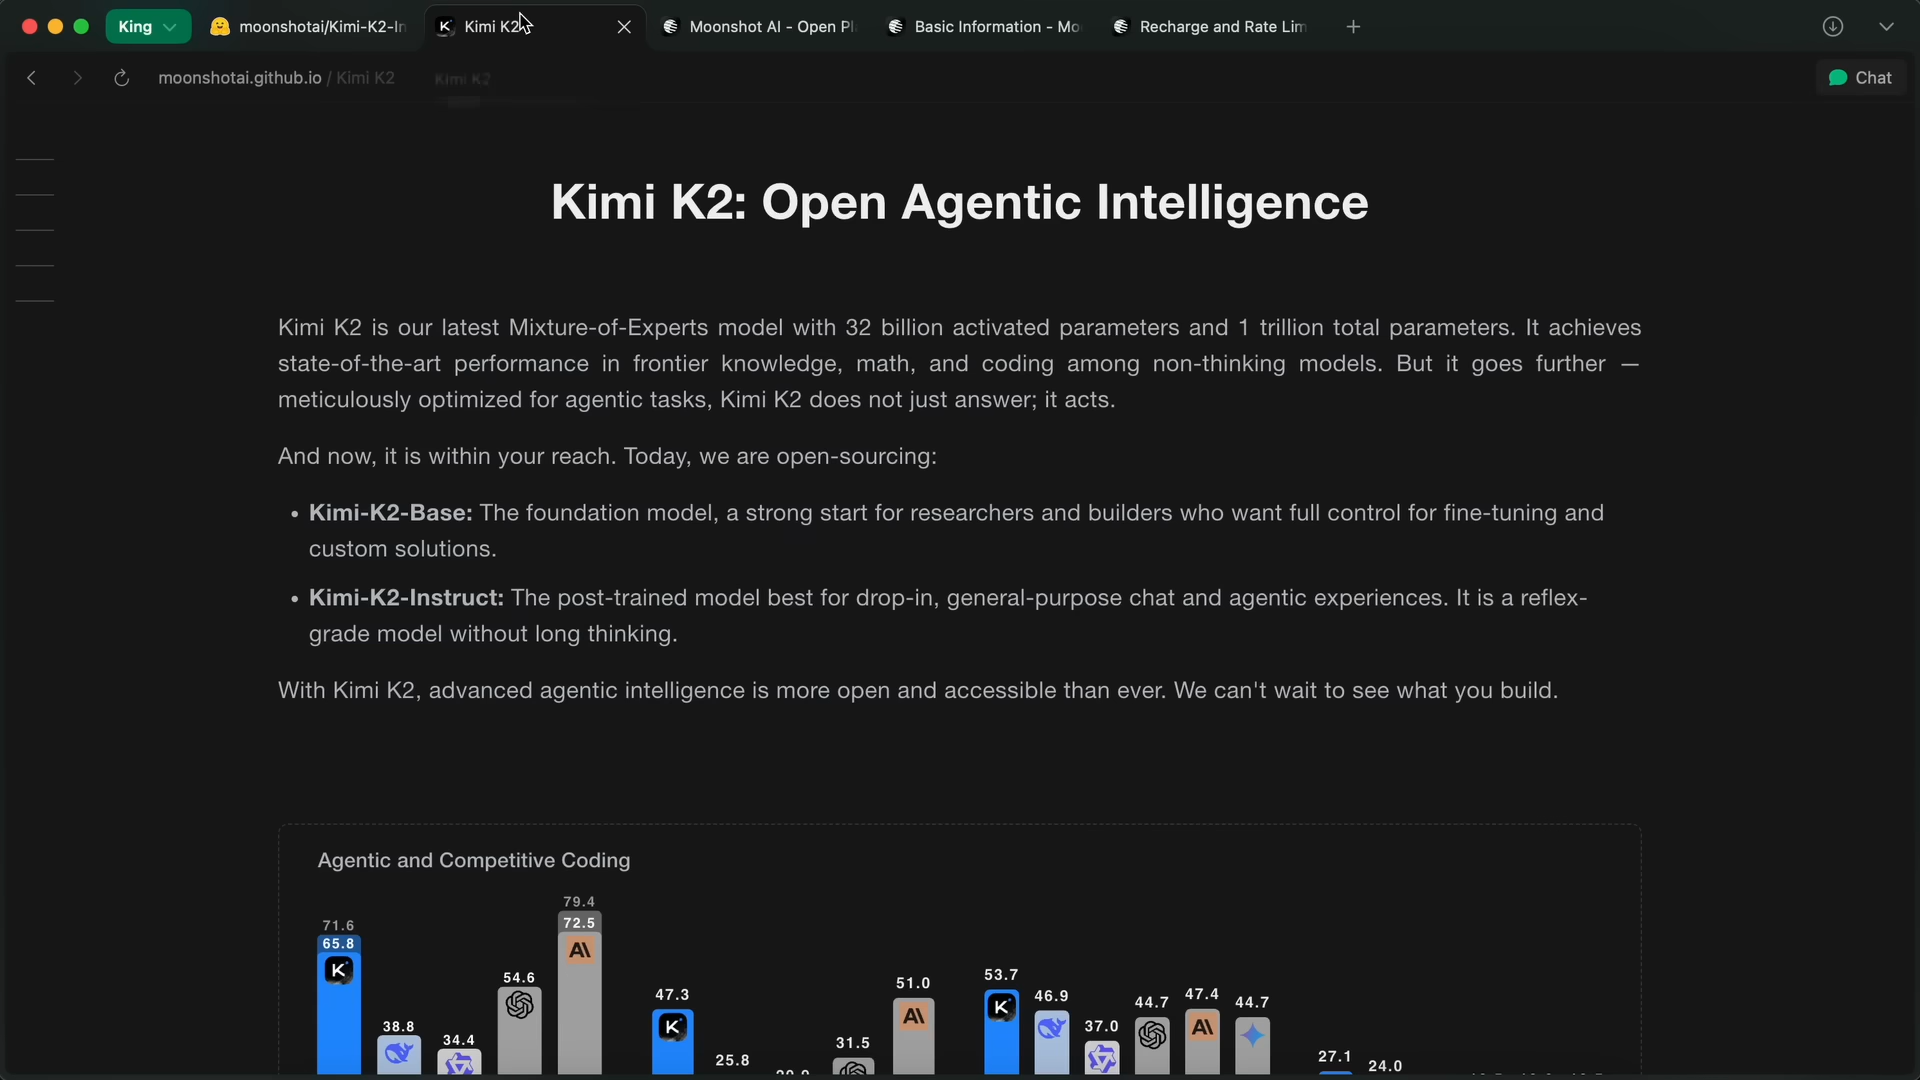 King
moonshotai/Kimi-K2-In
Kimi K2
Moonshot AI - Open Pl
Basic Information - Mo
Recharge and Rate Lim
moonshotai.github.io / Kimi K2
Kimi K2
Chat
Kimi K2: Open Agentic Intelligence
Kimi K2 is our latest Mixture-of-Experts model with 32 billion activated parameters and 1 trillion total parameters. It achieves
state-of-the-art performance in frontier knowledge, math, and coding among non-thinking models. But it goes further —
meticulously optimized for agentic tasks, Kimi K2 does not just answer; it acts.
And now, it is within your reach. Today, we are open-sourcing:
• Kimi-K2-Base: The foundation model, a strong start for researchers and builders who want full control for fine-tuning and
custom solutions.
• Kimi-K2-Instruct: The post-trained model best for drop-in, general-purpose chat and agentic experiences. It is a reflex-
grade model without long thinking.
With Kimi K2, advanced agentic intelligence is more open and accessible than ever. We can't wait to see what you build.
Agentic and Competitive Coding
71.6
65.8
38.8
34.4
54.6
79.4
72.5
47.3
25.8
31.5
51.0
53.7
46.9
37.0
44.7
47.4
44.7
27.1
24.0